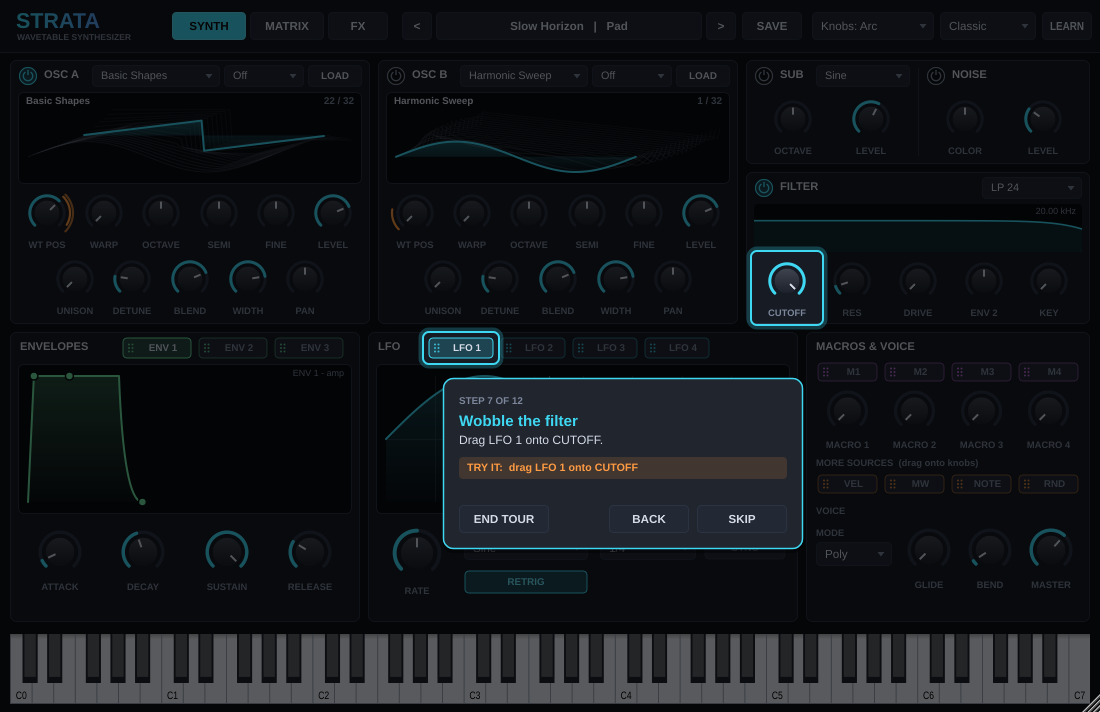 STRATA
WAVETABLE SYNTHESIZER
SYNTH MATRIX FX < Slow Horizon | Pad > SAVE Knobs: Arc Classic LEARN
OSC A Basic Shapes Off LOAD
Basic Shapes 22 / 32
WT POS WARP OCTAVE SEMI FINE LEVEL
UNISON DETUNE BLEND WIDTH PAN
OSC B Harmonic Sweep Off LOAD
Harmonic Sweep 1 / 32
WT POS WARP OCTAVE SEMI FINE LEVEL
UNISON DETUNE BLEND WIDTH PAN
SUB Sine NOISE
OCTAVE LEVEL COLOR LEVEL
FILTER LP 24
20.00 kHz
CUTOFF RES DRIVE ENV 2 KEY
ENVELOPES ENV 1 ENV 2 ENV 3
ENV 1 - amp
ATTACK DECAY SUSTAIN RELEASE
LFO LFO 1 LFO 2 LFO 3 LFO 4
STEP 7 OF 12
Wobble the filter
Drag LFO 1 onto CUTOFF.
TRY IT: drag LFO 1 onto CUTOFF
END TOUR BACK SKIP
RATE RETRIG
MACROS & VOICE
M1 M2 M3 M4
MACRO 1 MACRO 2 MACRO 3 MACRO 4
MORE SOURCES (drag onto knobs)
VEL MW NOTE RND
VOICE
MODE
Poly
GLIDE BEND MASTER
C0 C1 C2 C3 C4 C5 C6 C7